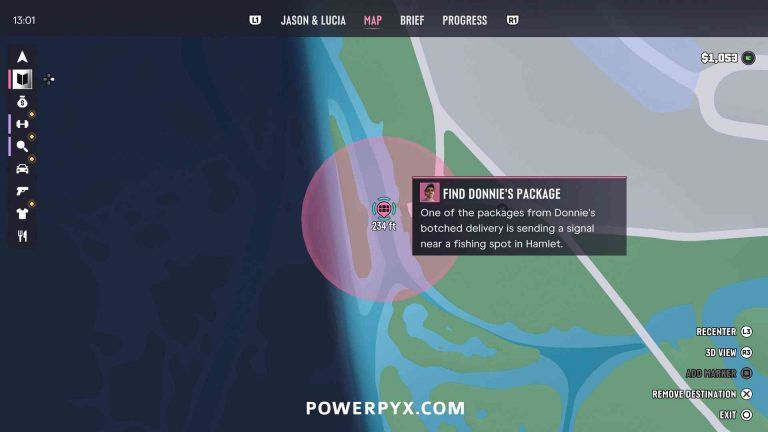 13:01
L1
JASON & LUCIA
MAP
BRIEF
PROGRESS
R1
$1,053
FIND DONNIE'S PACKAGE
One of the packages from Donnie's
botched delivery is sending a signal
near a fishing spot in Hamlet.
234 ft
RECENTER L3
3D VIEW R3
ADD MARKER
REMOVE DESTINATION
EXIT
POWERPYX.COM